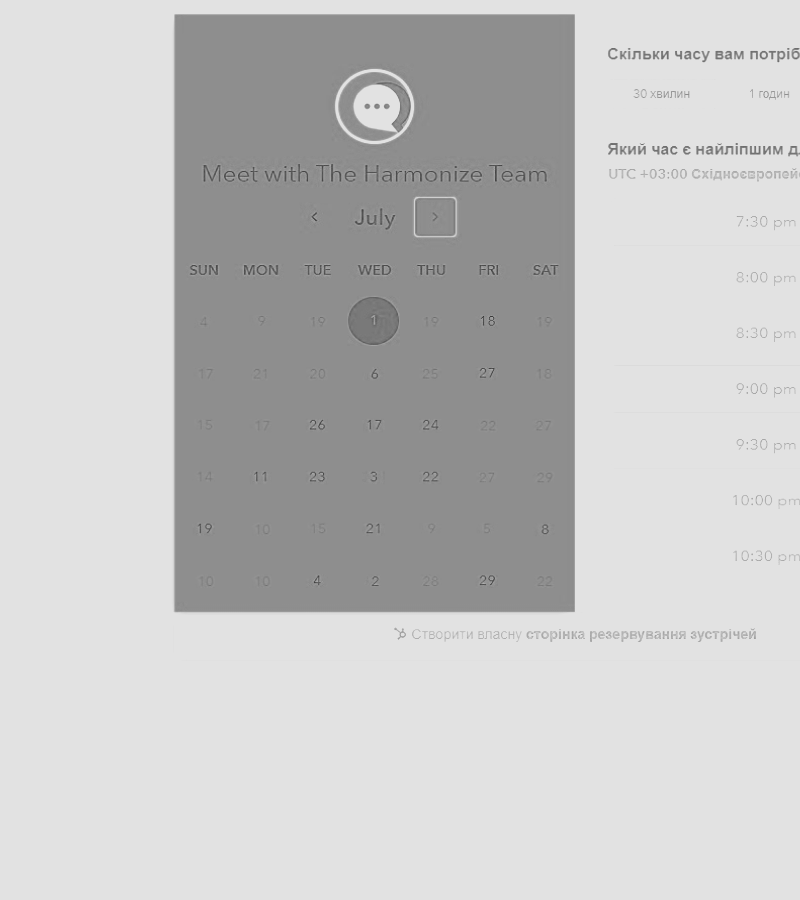 Meet with The Harmonize Team
July
SUN MON TUE WED THU FRI SAT
4 9 19 1 19 18 19
17 21 20 6 25 27 18
15 17 26 17 24 22 27
14 11 23 3 22 27 29
19 10 15 21 9 5 8
10 10 4 2 28 29 22
Скільки часу вам потріб
30 хвилин 1 годин
Який час є найліпшим д
UTC +03:00 Східноєвропей
7:30 pm
8:00 pm
8:30 pm
9:00 pm
9:30 pm
10:00 pm
10:30 pm
Створити власну сторінка резервування зустрічей